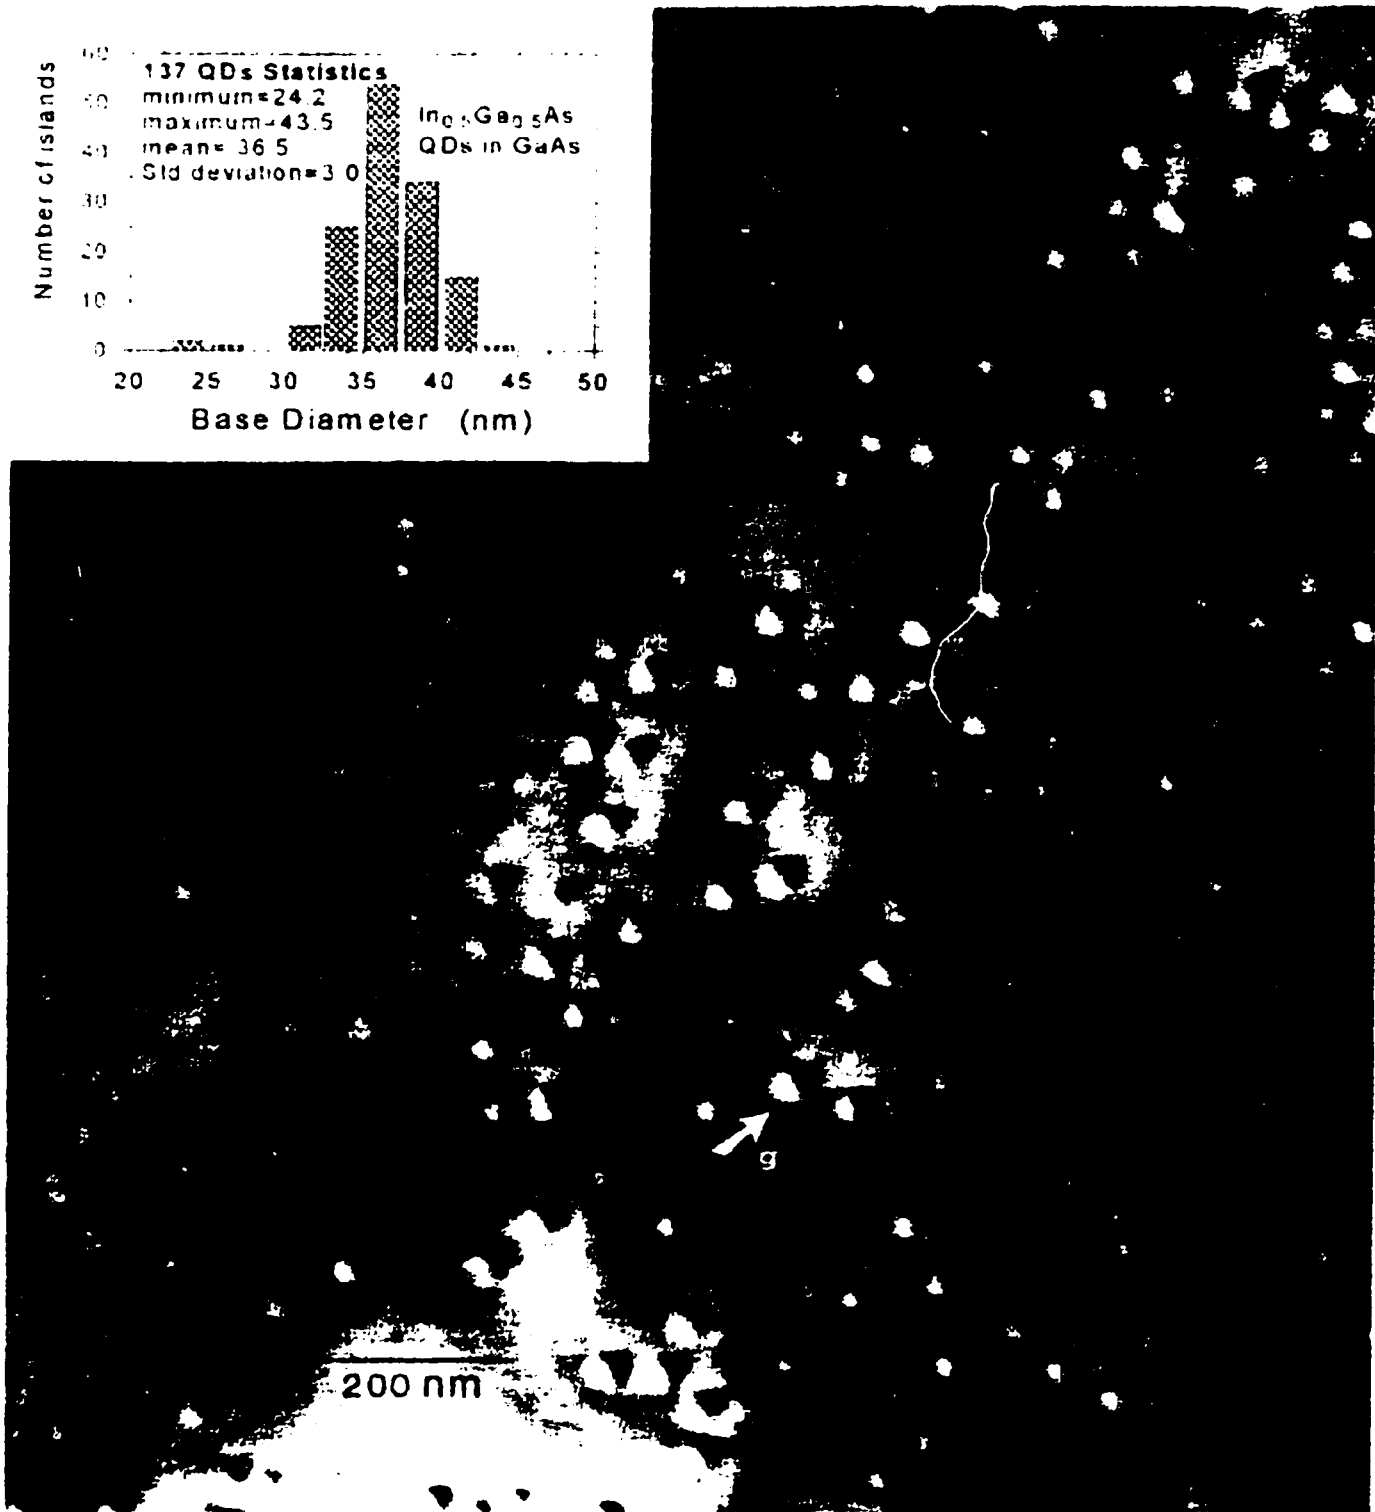 Number of islands
60
50
40
30
20
10
0
137 QDs Statistics
minimum=24.2
maximum=43.5
mean= 36.5
Std deviation=3.0
In0.5Ga0.5As
QDs in GaAs
20 25 30 35 40 45 50
Base Diameter (nm)
g
200 nm